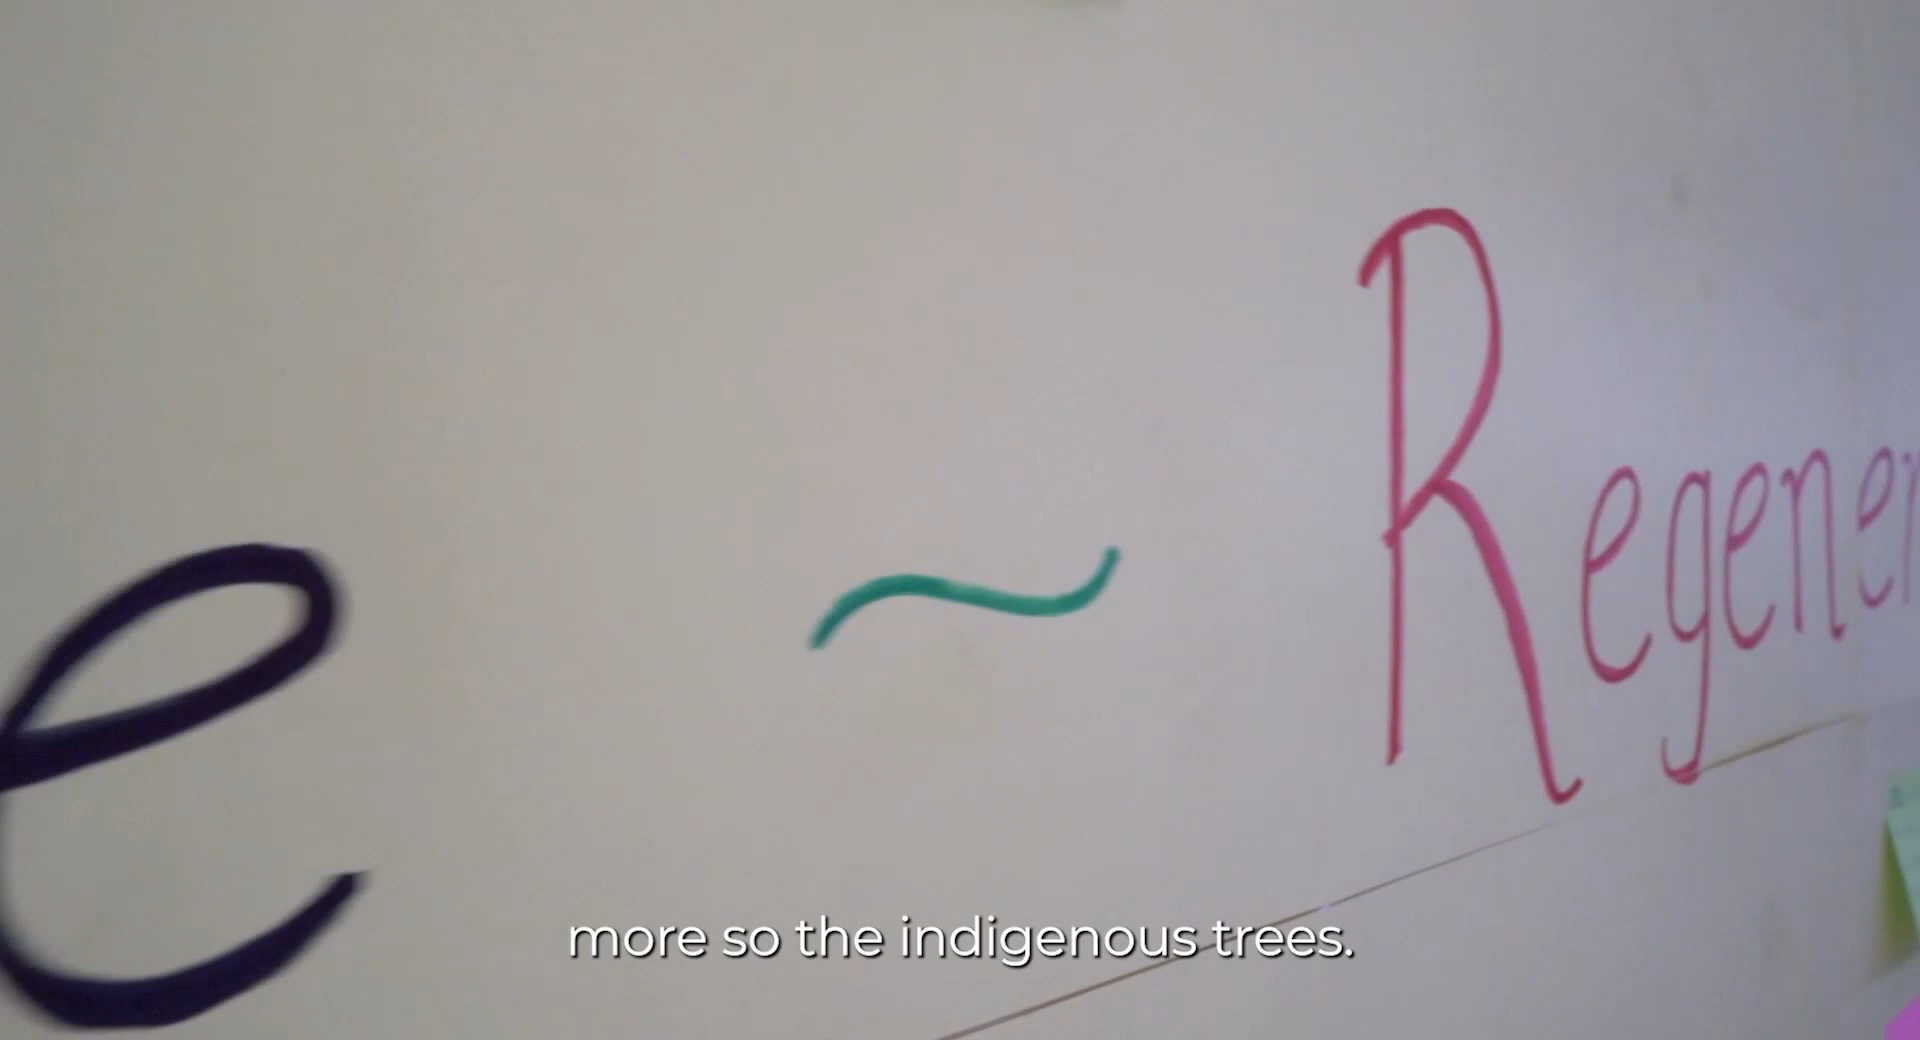 e ~ Regener
more so the indigenous trees.